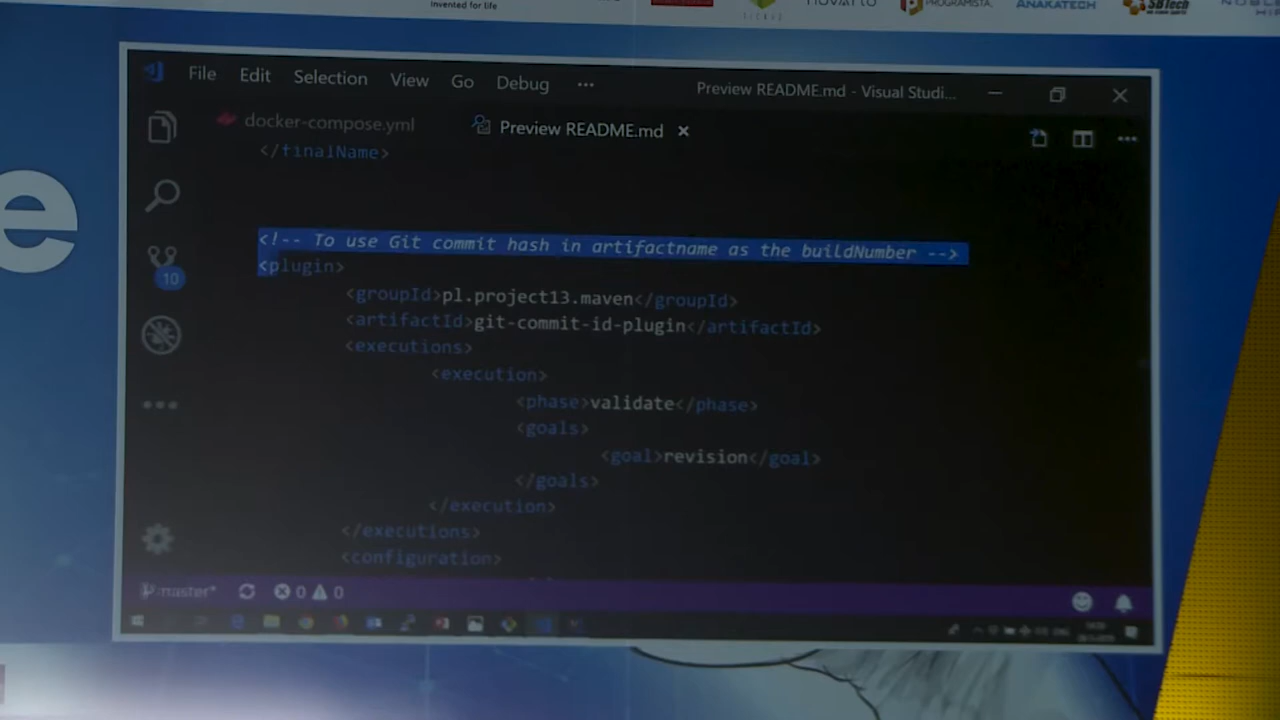 Invented for life
PROGRAMISTA
ANAKATECH
SBTech
e
File Edit Selection View Go Debug ··· Preview README.md - Visual Studi...
docker-compose.yml Preview README.md
</finalName>
<!-- To use Git commit hash in artifactname as the buildNumber -->
<plugin>
<groupId>pl.project13.maven</groupId>
<artifactId>git-commit-id-plugin</artifactId>
<executions>
<execution>
<phase>validate</phase>
<goals>
<goal>revision</goal>
</goals>
</execution>
</executions>
<configuration>
10
master* 0 0